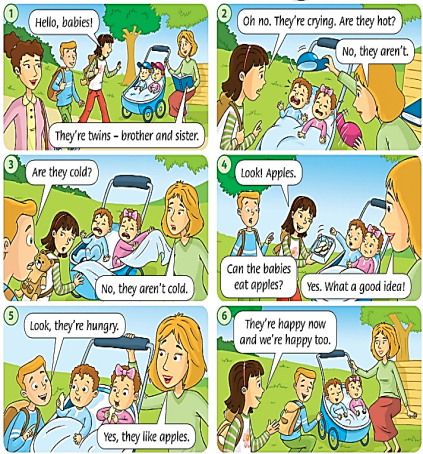 1
Hello, babies!
They're twins – brother and sister.
2
Oh no. They're crying. Are they hot?
No, they aren't.
3
Are they cold?
No, they aren't cold.
4
Look! Apples.
Can the babies
eat apples?
Yes. What a good idea!
5
Look, they're hungry.
Yes, they like apples.
6
They're happy now
and we're happy too.